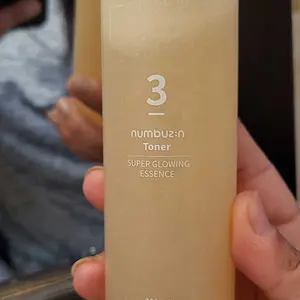 3
numbuz:n
Toner
SUPER GLOWING
ESSENCE